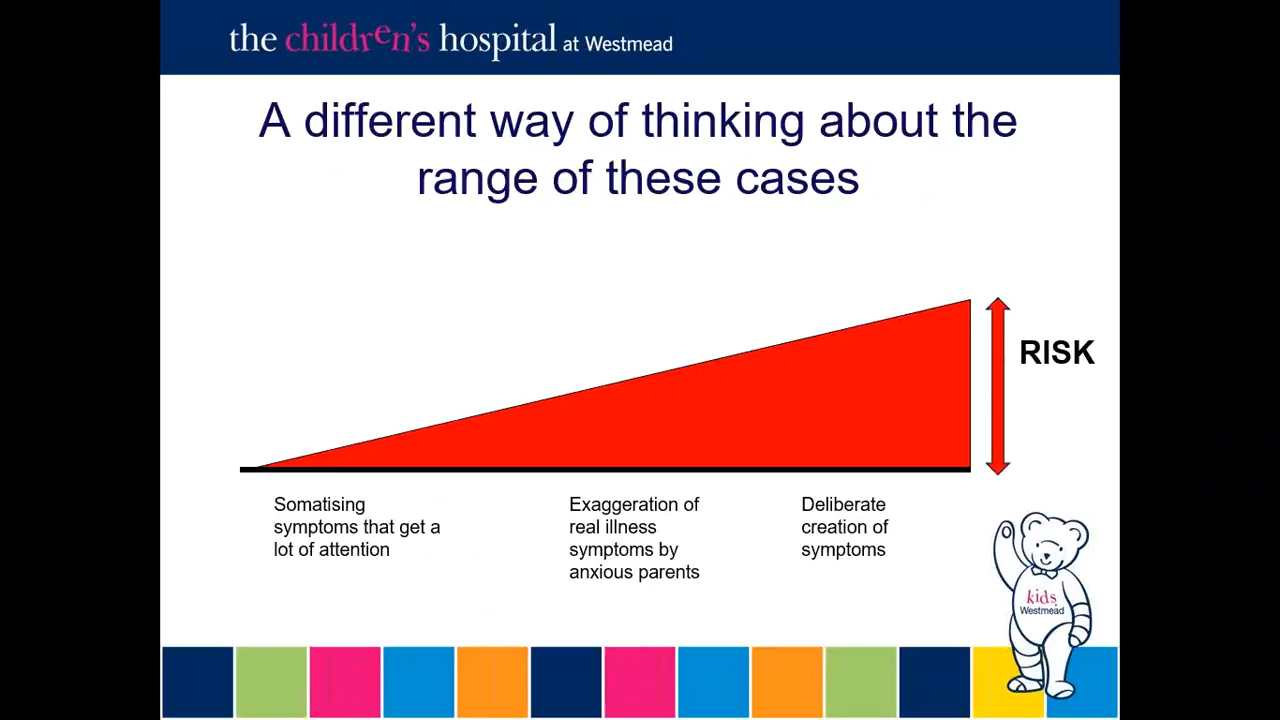 the children's hospital at Westmead
A different way of thinking about the
range of these cases
RISK
Somatising
symptoms that get a
lot of attention
Exaggeration of
real illness
symptoms by
anxious parents
Deliberate
creation of
symptoms
kids
Westmead